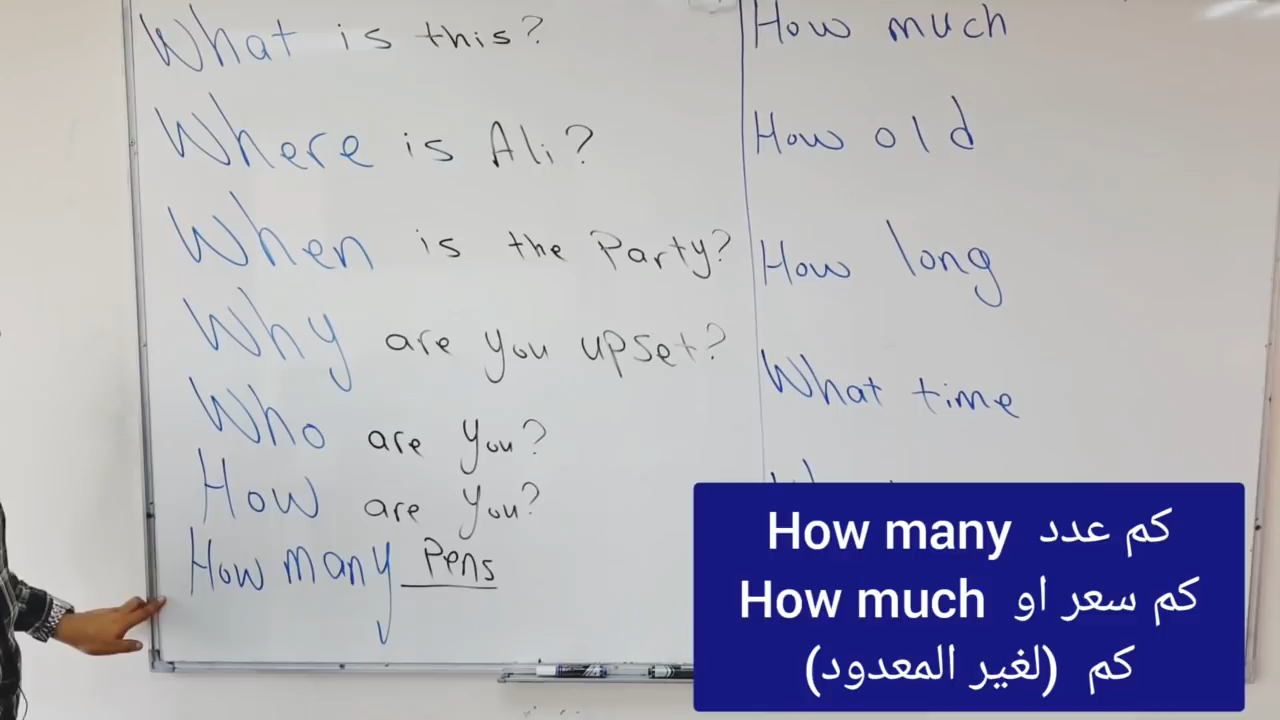 What is this?
Where is Ali?
When is the Party?
Why are you upset?
Who are you?
How are you?
How many Pens
How much
How old
How long
What time
How many كم عدد
How much كم سعر او
كم (لغير المعدود)